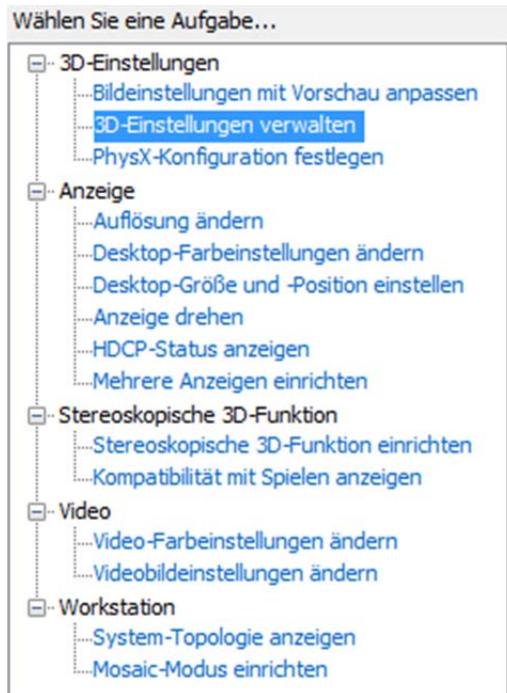 Wählen Sie eine Aufgabe...
3D-Einstellungen
Bildeinstellungen mit Vorschau anpassen
3D-Einstellungen verwalten
PhysX-Konfiguration festlegen
Anzeige
Auflösung ändern
Desktop-Farbeinstellungen ändern
Desktop-Größe und -Position einstellen
Anzeige drehen
HDCP-Status anzeigen
Mehrere Anzeigen einrichten
Stereoskopische 3D-Funktion
Stereoskopische 3D-Funktion einrichten
Kompatibilität mit Spielen anzeigen
Video
Video-Farbeinstellungen ändern
Videobildeinstellungen ändern
Workstation
System-Topologie anzeigen
Mosaic-Modus einrichten